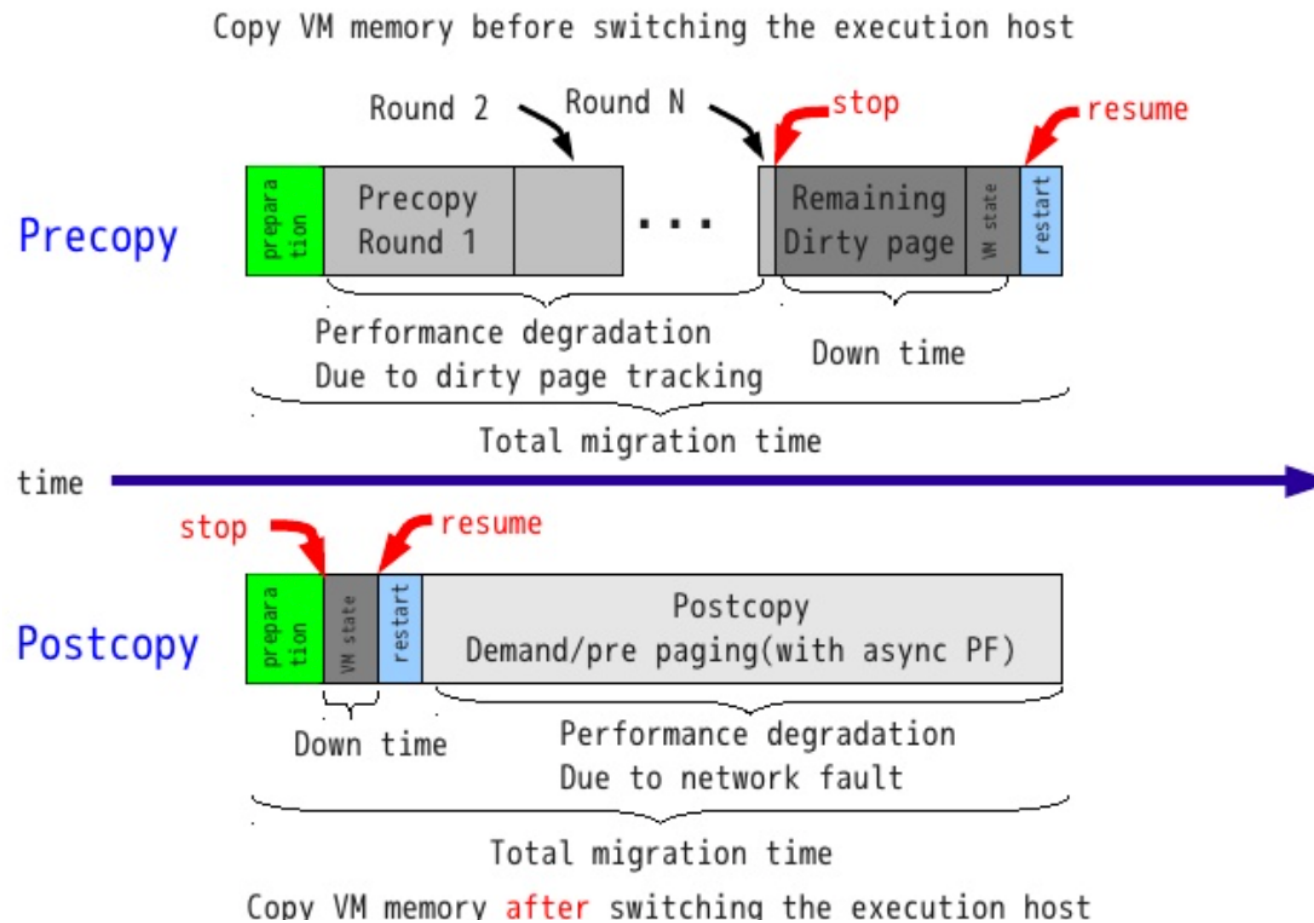 Copy VM memory before switching the execution host
Round 2
Round N
stop
resume
Precopy
prepara
tion
Precopy
Round 1
...
Remaining
Dirty page
VM state
restart
Performance degradation
Due to dirty page tracking
Down time
Total migration time
time
stop
resume
Postcopy
prepara
tion
VM state
restart
Postcopy
Demand/pre paging(with async PF)
Down time
Performance degradation
Due to network fault
Total migration time
Copy VM memory after switching the execution host